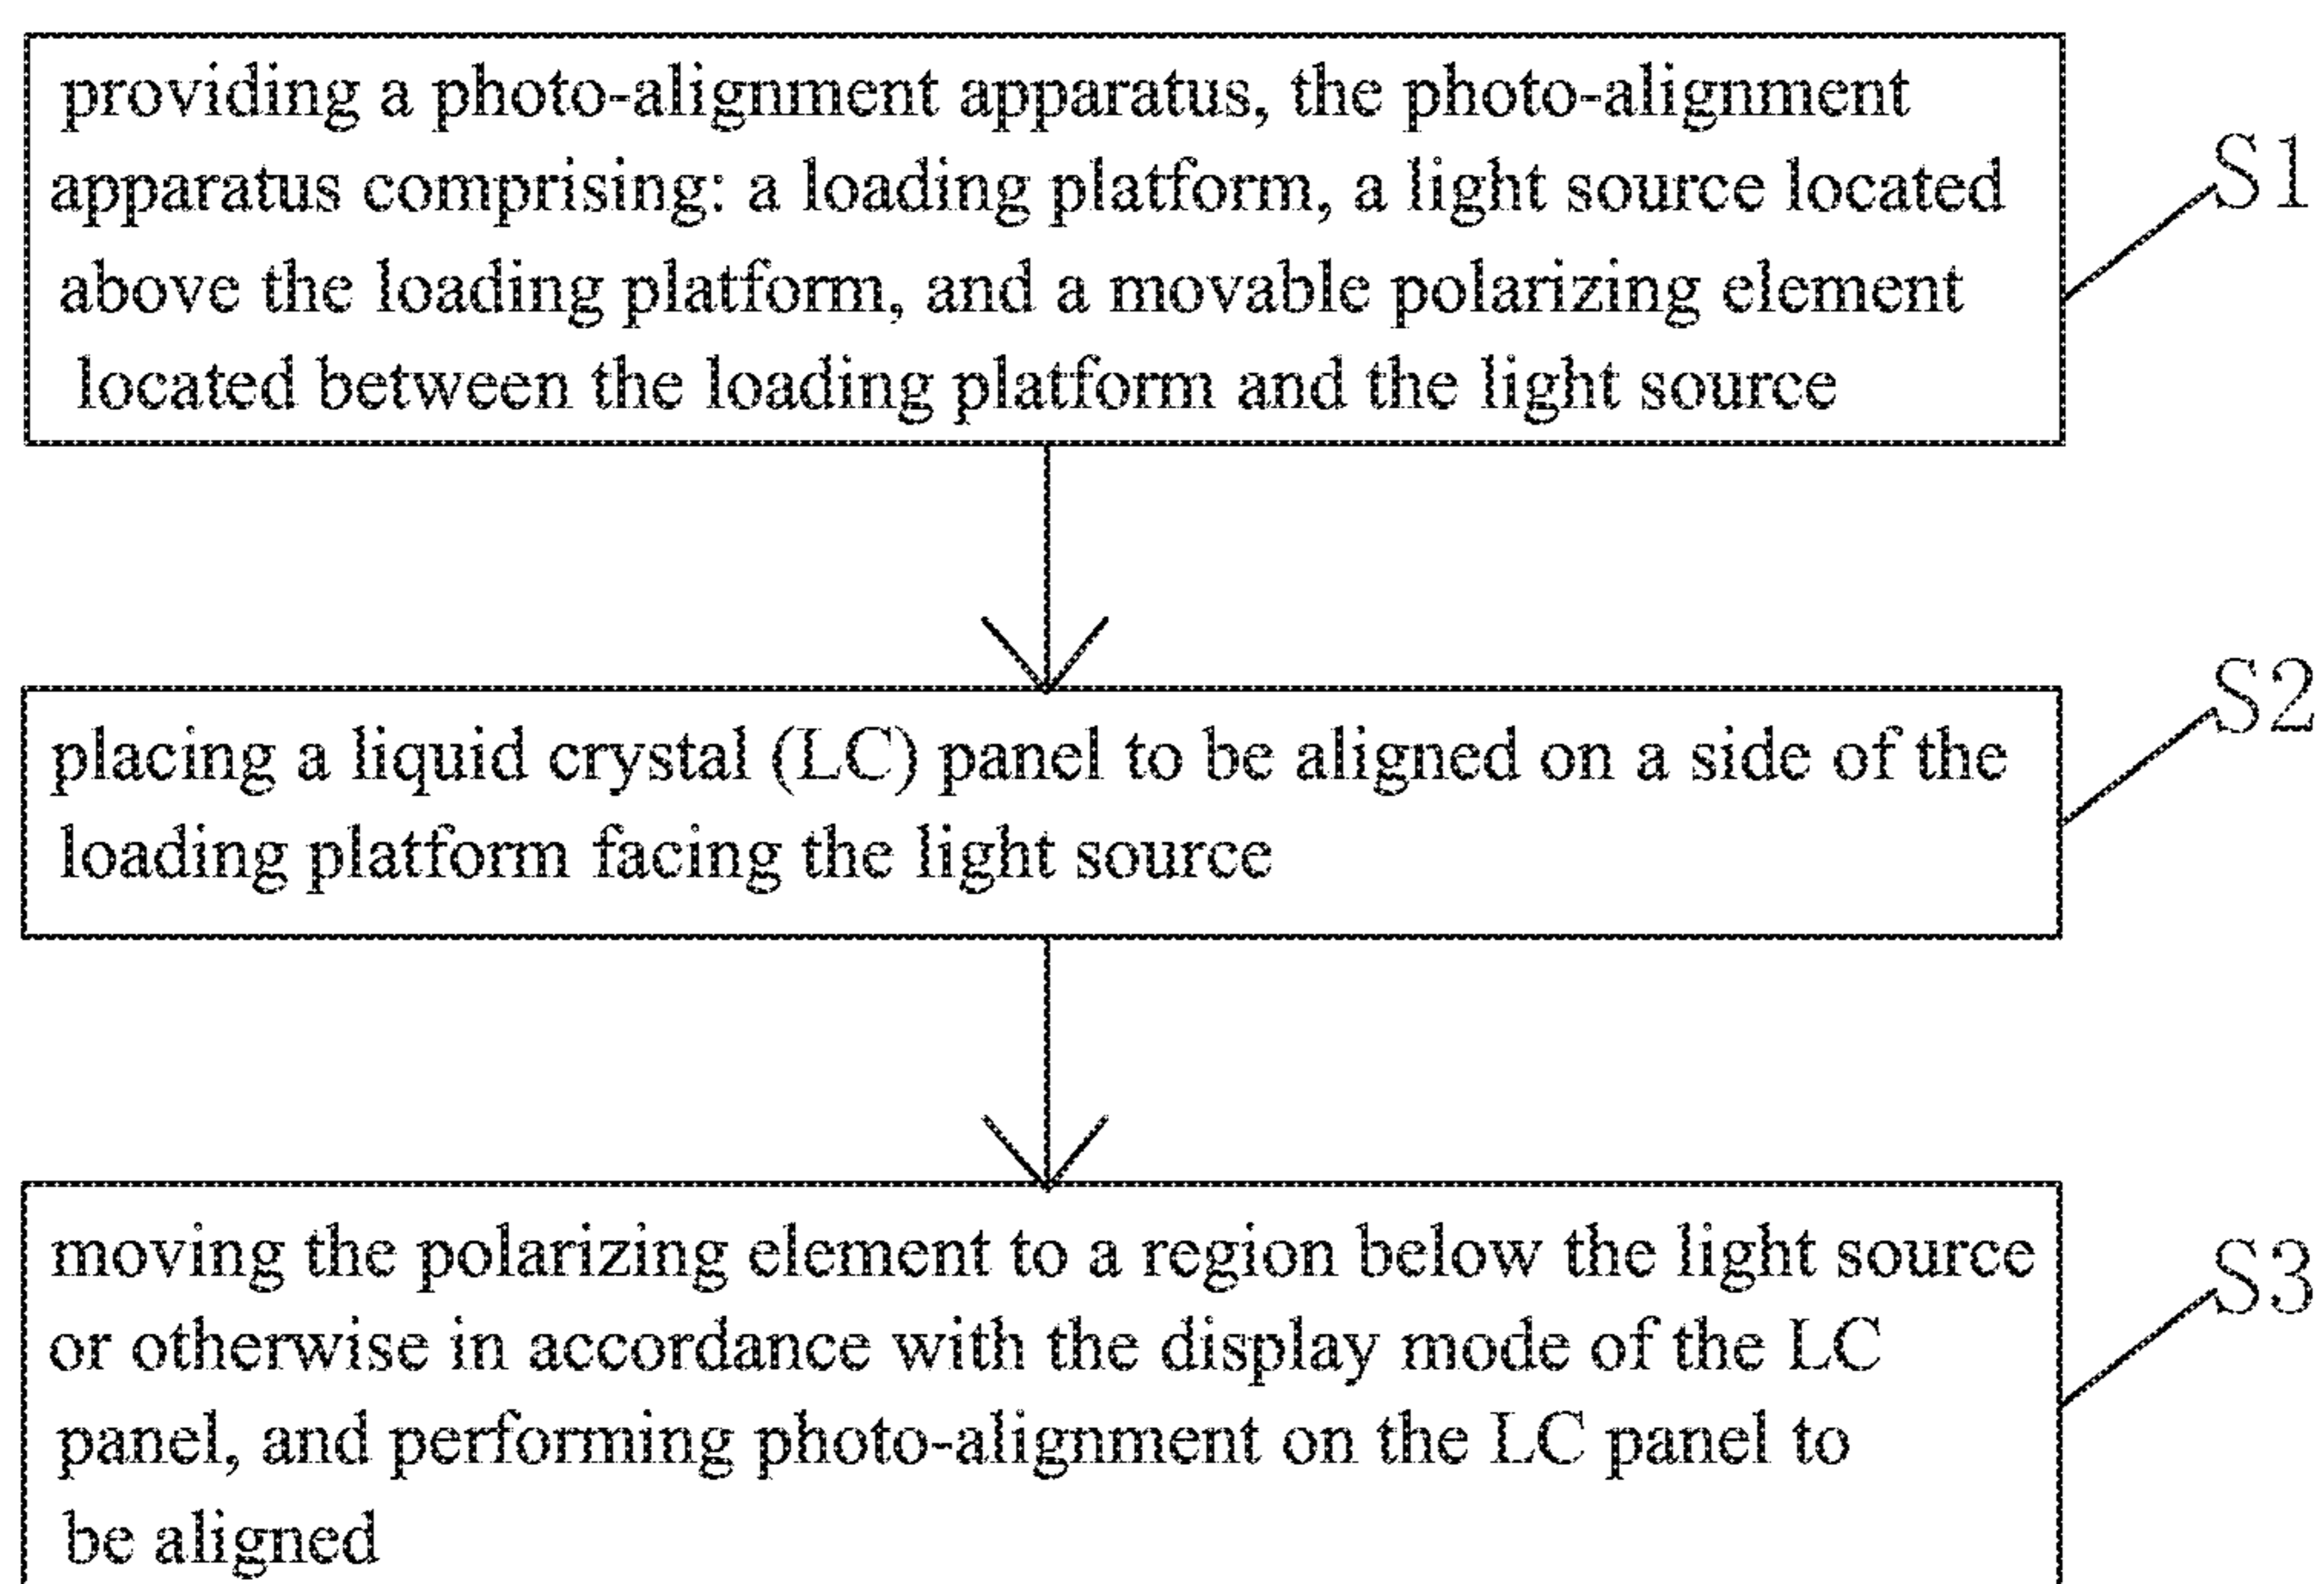 providing a photo-alignment apparatus, the photo-alignment
apparatus comprising: a loading platform, a light source located
above the loading platform, and a movable polarizing element
located between the loading platform and the light source
S1
placing a liquid crystal (LC) panel to be aligned on a side of the
loading platform facing the light source
S2
moving the polarizing element to a region below the light source
or otherwise in accordance with the display mode of the LC
panel, and performing photo-alignment on the LC panel to
be aligned
S3